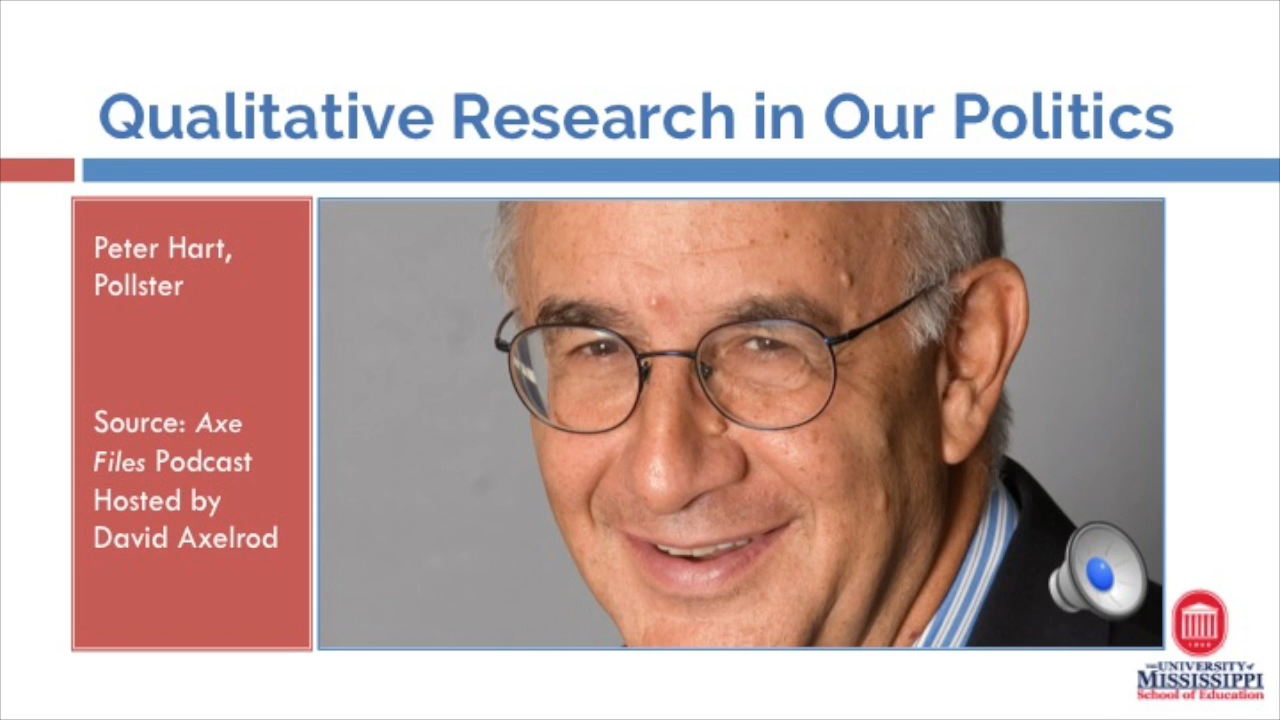 Qualitative Research in Our Politics
Peter Hart,
Pollster
Source: Axe
Files Podcast
Hosted by
David Axelrod
1848
THE UNIVERSITY of
MISSISSIPPI
School of Education